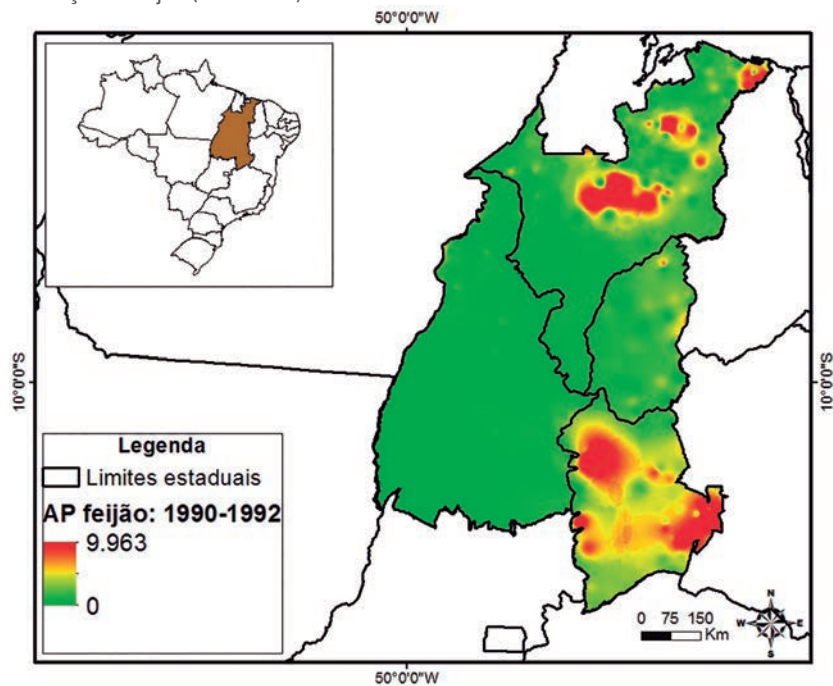 50°0'0"W
10°0'0"S
10°0'0"S
Legenda
Limites estaduais
AP feijão: 1990-1992
9.963
0
N
W E
S
0 75 150
Km
50°0'0"W